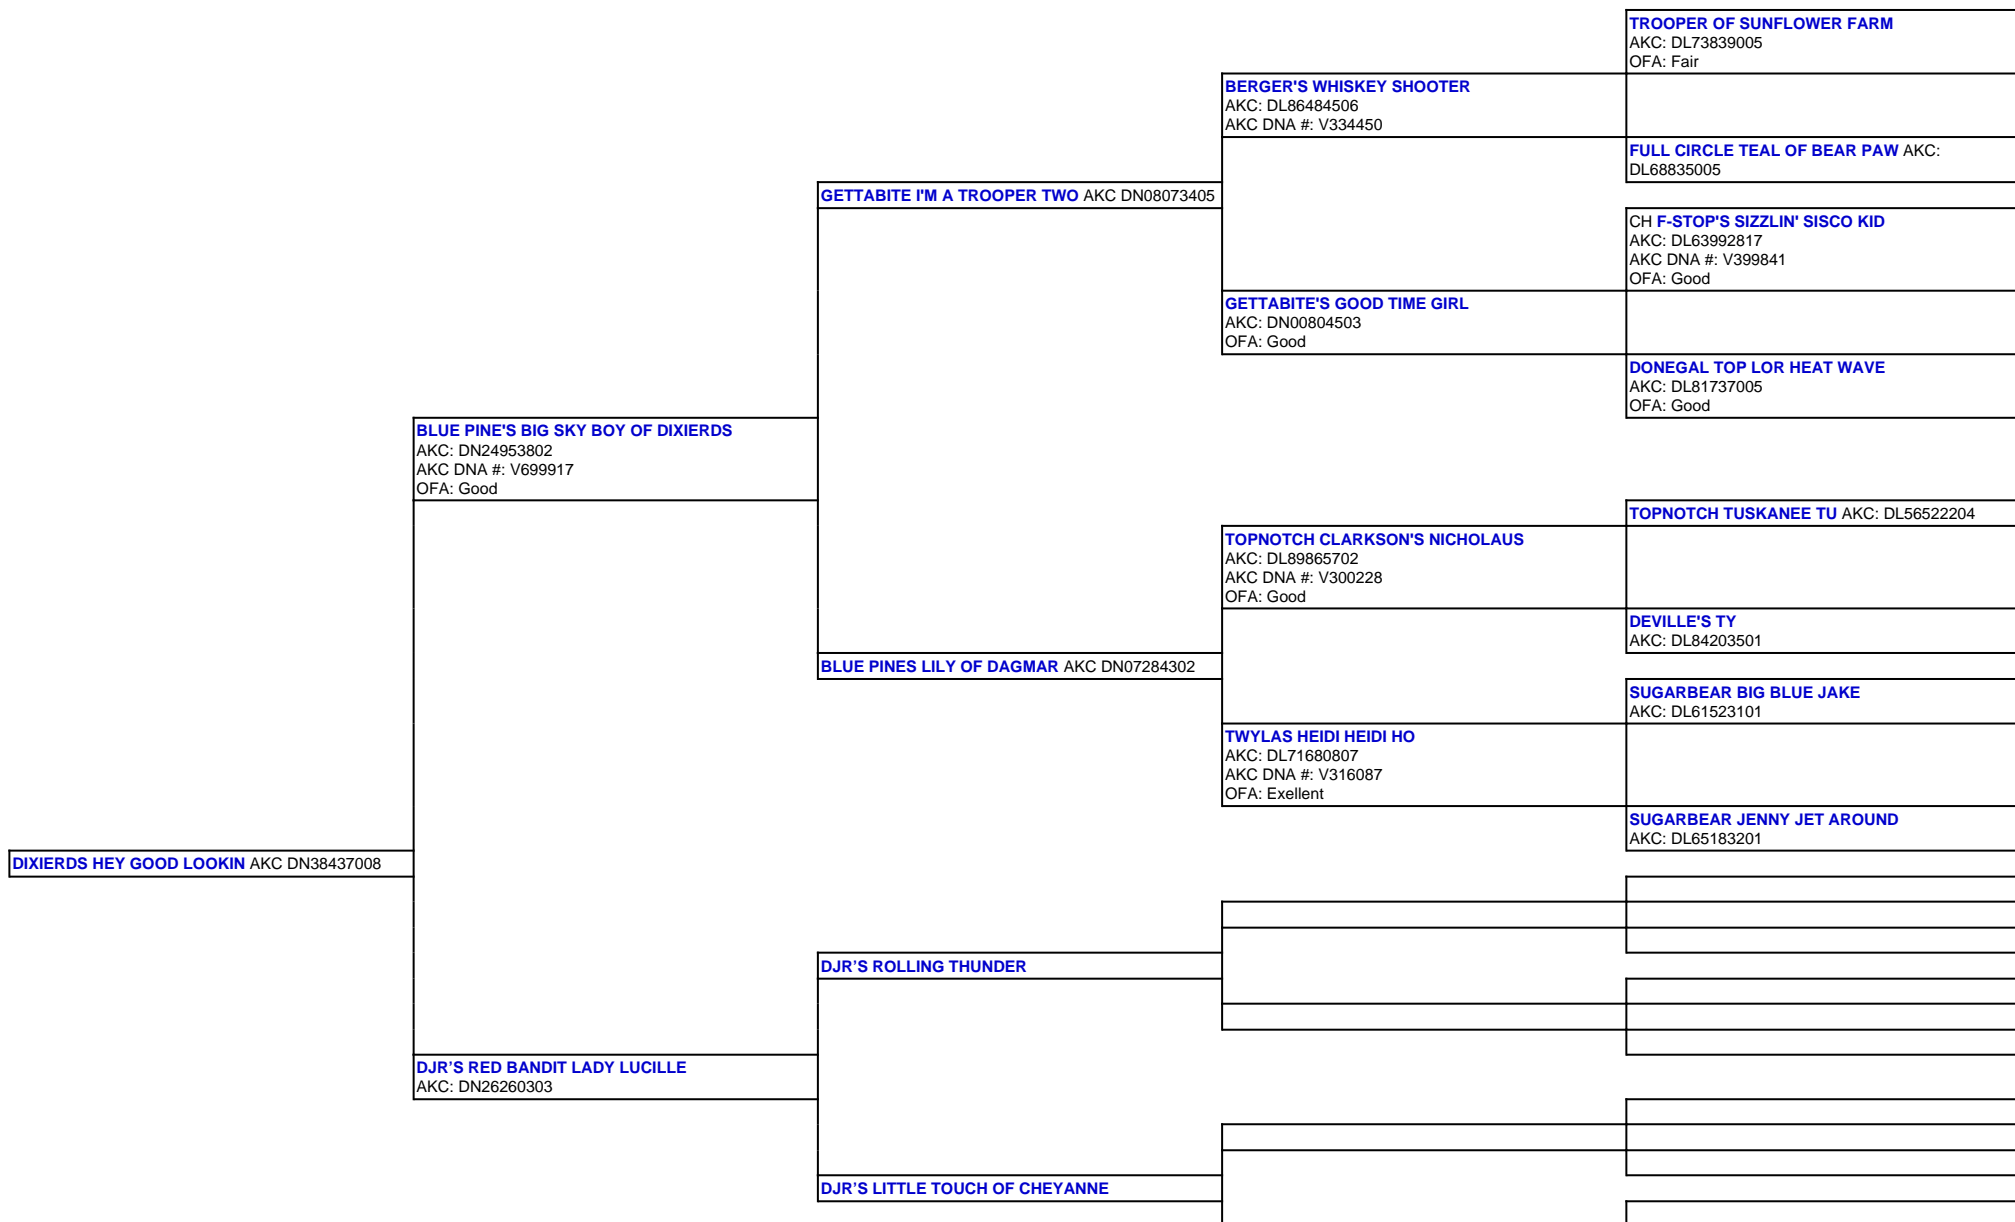 TROOPER OF SUNFLOWER FARM
AKC: DL73839005
OFA: Fair
BERGER'S WHISKEY SHOOTER
AKC: DL86484506
AKC DNA #: V334450
FULL CIRCLE TEAL OF BEAR PAW AKC:
DL68835005
GETTABITE I'M A TROOPER TWO AKC DN08073405
CH F-STOP'S SIZZLIN' SISCO KID
AKC: DL63992817
AKC DNA #: V399841
OFA: Good
GETTABITE'S GOOD TIME GIRL
AKC: DN00804503
OFA: Good
DONEGAL TOP LOR HEAT WAVE
AKC: DL81737005
OFA: Good
BLUE PINE'S BIG SKY BOY OF DIXIERDS
AKC: DN24953802
AKC DNA #: V699917
OFA: Good
TOPNOTCH TUSKANEE TU AKC: DL56522204
TOPNOTCH CLARKSON'S NICHOLAUS
AKC: DL89865702
AKC DNA #: V300228
OFA: Good
DEVILLE'S TY
AKC: DL84203501
BLUE PINES LILY OF DAGMAR AKC DN07284302
SUGARBEAR BIG BLUE JAKE
AKC: DL61523101
TWYLAS HEIDI HEIDI HO
AKC: DL71680807
AKC DNA #: V316087
OFA: Exellent
SUGARBEAR JENNY JET AROUND
AKC: DL65183201
DIXIERDS HEY GOOD LOOKIN AKC DN38437008
DJR’S ROLLING THUNDER
DJR’S RED BANDIT LADY LUCILLE
AKC: DN26260303
DJR’S LITTLE TOUCH OF CHEYANNE